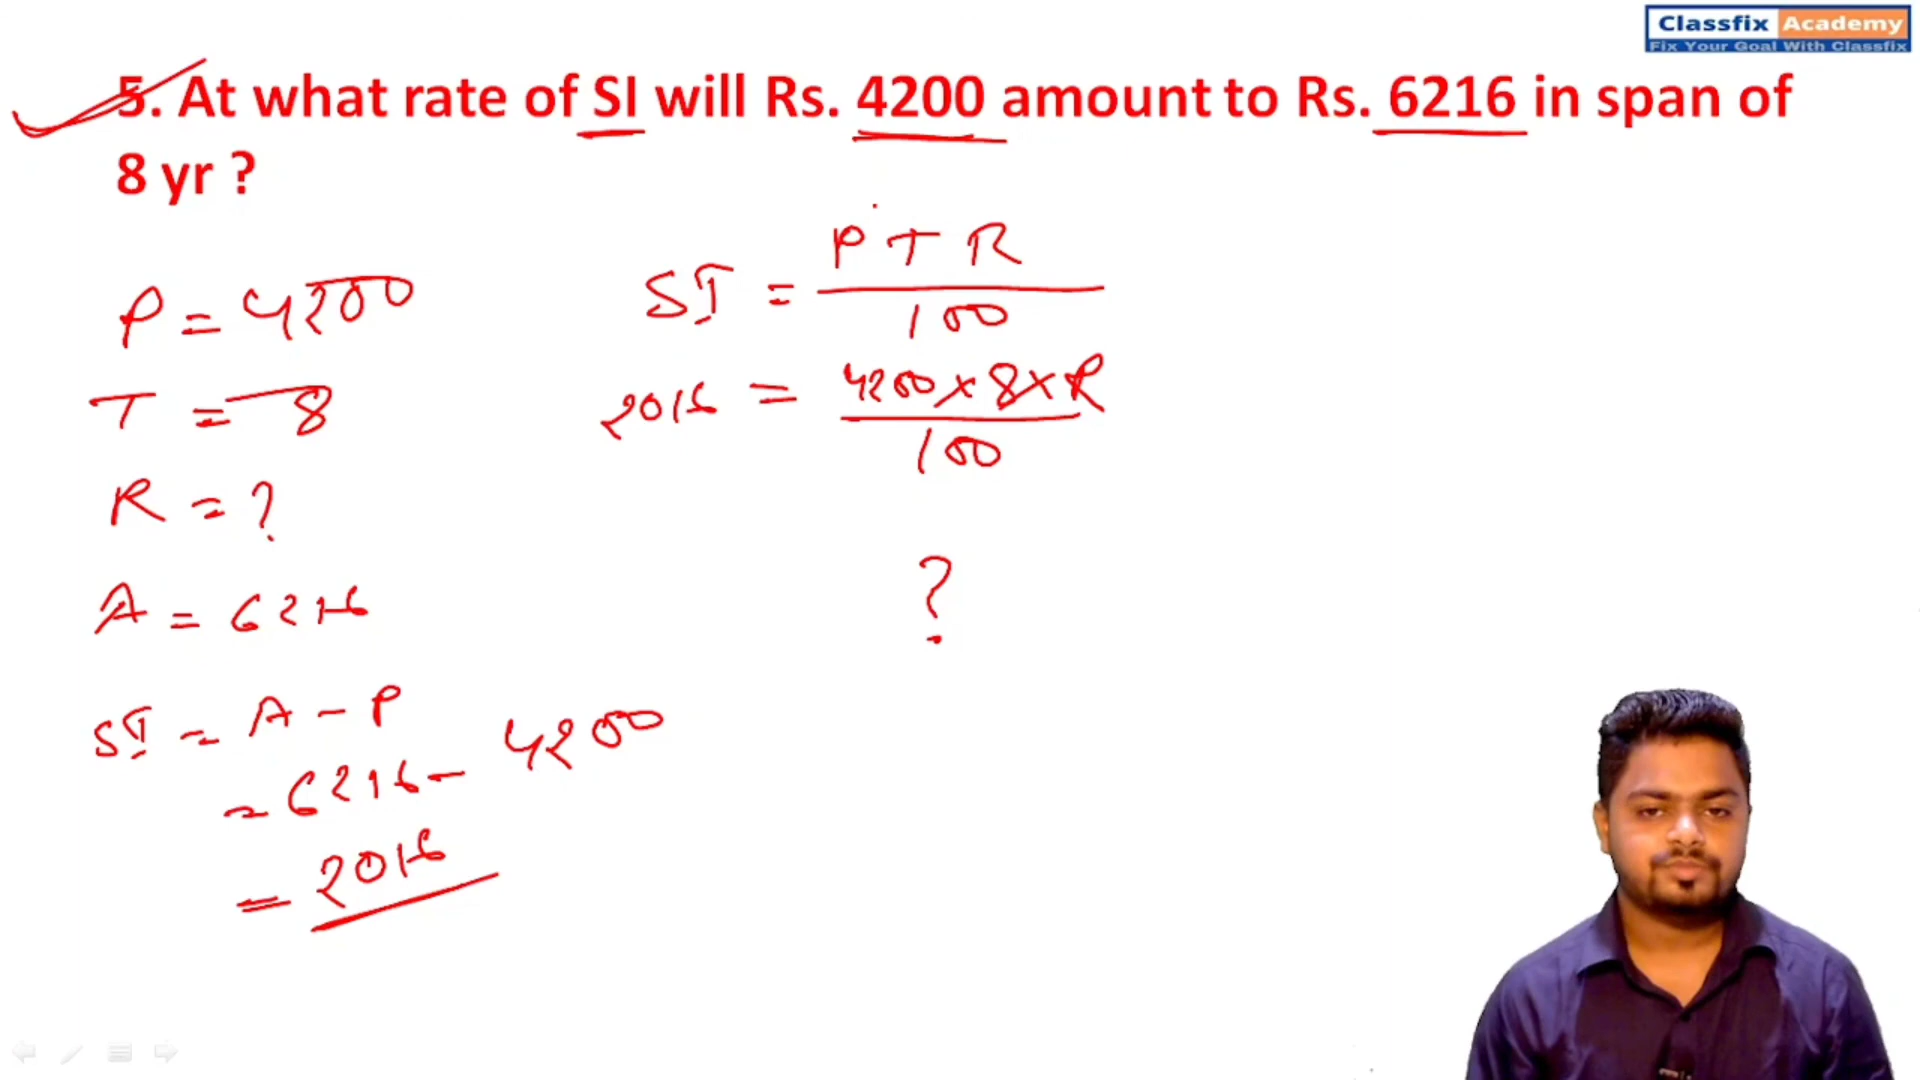 Classfix Academy
Fix Your Goal With Classfix
5. At what rate of SI will Rs. 4200 amount to Rs. 6216 in span of
8 yr ?
P = 4200
T = 8
R = ?
A = 6216
SI = A - P
= 6216 - 4200
= 2016
SI = P T R
100
2016 = 4200 × 8 × R
100
?